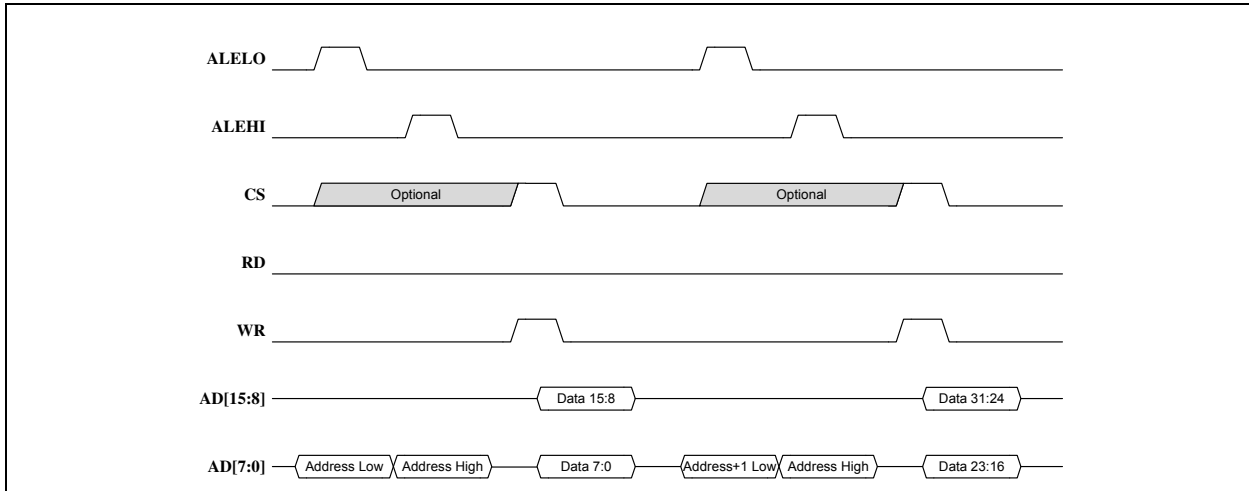 ALELO
ALEHI
CS Optional Optional
RD
WR
AD[15:8] Data 15:8 Data 31:24
AD[7:0] Address Low Address High Data 7:0 Address+1 Low Address High Data 23:16